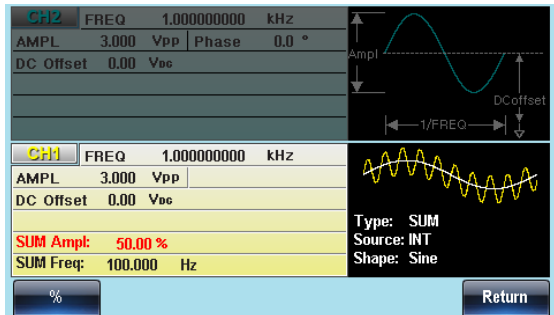 CH2 FREQ 1.000000000 kHz
AMPL 3.000 VPP Phase 0.0 °
DC Offset 0.00 VDC
Ampl
DCoffset
1/FREQ
CH1 FREQ 1.000000000 kHz
AMPL 3.000 VPP
DC Offset 0.00 VDC
SUM Ampl: 50.00 %
SUM Freq: 100.000 Hz
Type: SUM
Source: INT
Shape: Sine
%
Return